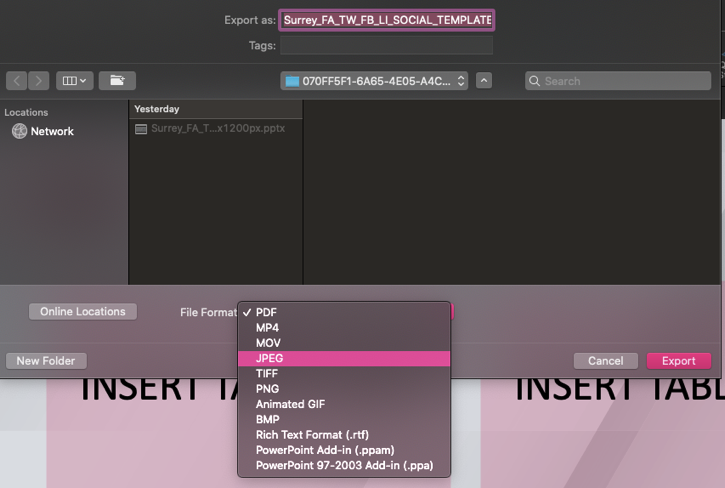 Export as: Surrey_FA_TW_FB_LI_SOCIAL_TEMPLATE
Tags:
070FF5F1-6A65-4E05-A4C...
Search
Locations
Network
Yesterday
Surrey_FA_T...x1200px.pptx
Online Locations
File Format
✓ PDF
MP4
MOV
JPEG
TIFF
PNG
Animated GIF
BMP
Rich Text Format (.rtf)
PowerPoint Add-in (.ppam)
PowerPoint 97-2003 Add-in (.ppa)
New Folder
Cancel
Export
INSERT TA
INSERT TABL